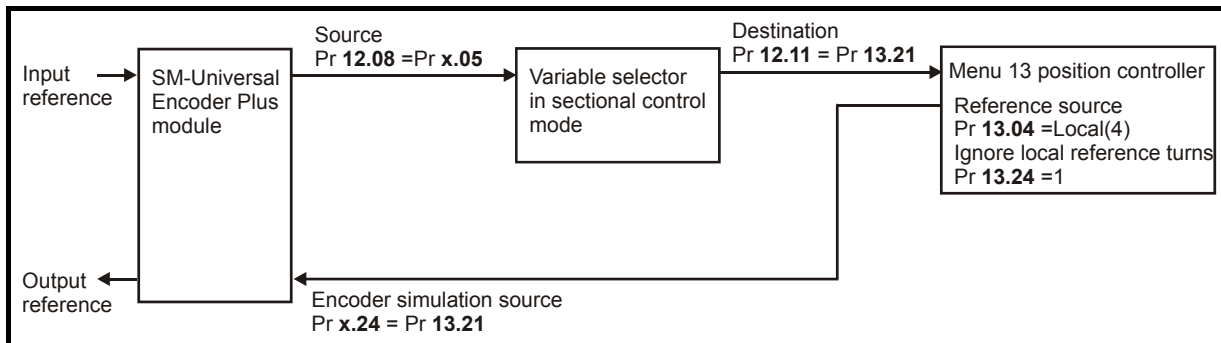 Input
reference
SM-Universal
Encoder Plus
module
Source
Pr 12.08 =Pr x.05
Variable selector
in sectional control
mode
Destination
Pr 12.11 = Pr 13.21
Menu 13 position controller
Reference source
Pr 13.04 =Local(4)
Ignore local reference turns
Pr 13.24 =1
Output
reference
Encoder simulation source
Pr x.24 = Pr 13.21